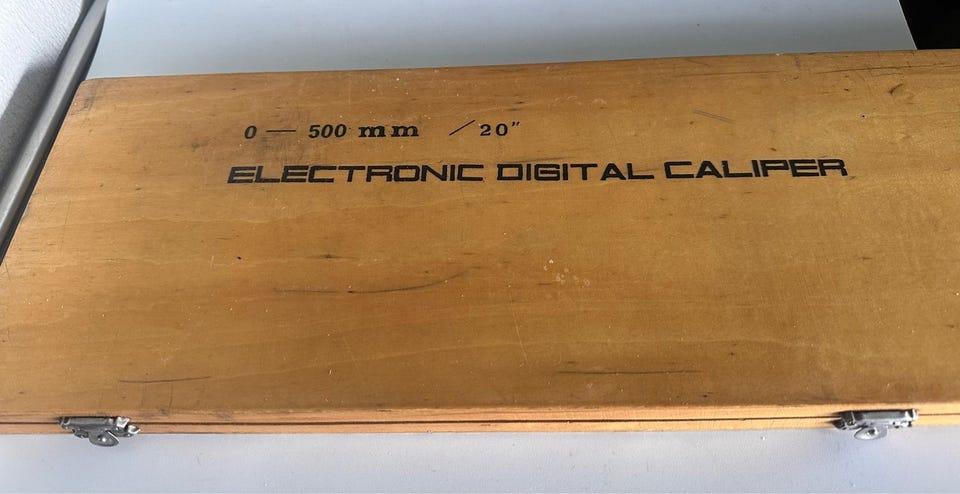 0 — 500 mm / 20"
ELECTRONIC DIGITAL CALIPER